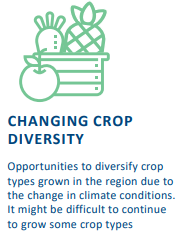 CHANGING CROP
DIVERSITY
Opportunities to diversify crop
types grown in the region due to
the change in climate conditions.
It might be difficult to continue
to grow some crop types